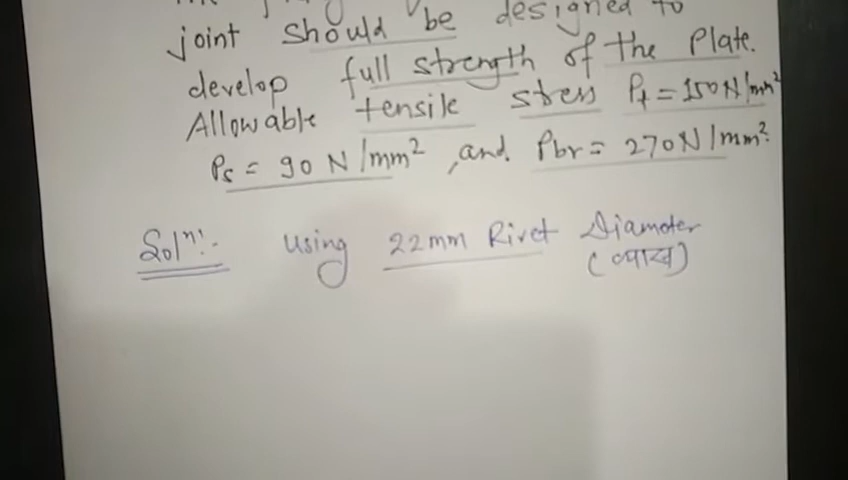 designed to
joint should be
develop full strength of the Plate.
Allowable tensile stress Pt = 150 N/mm²
Ps = 90 N/mm², and Pbr = 270 N/mm².
Solⁿ:- Using 22mm Rivet Diameter
(व्यास)